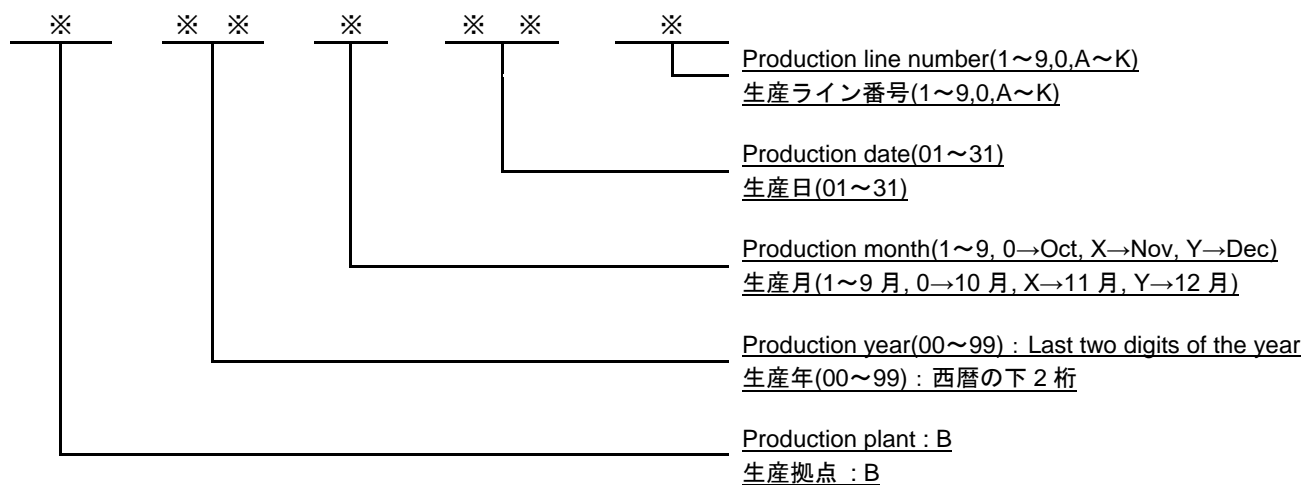 ※ ※ ※ ※ ※ ※ ※
Production line number(1～9,0,A～K)
生産ライン番号(1～9,0,A～K)
Production date(01～31)
生産日(01～31)
Production month(1～9, 0→Oct, X→Nov, Y→Dec)
生産月(1～9 月, 0→10 月, X→11 月, Y→12 月)
Production year(00～99)：Last two digits of the year
生産年(00～99)：西暦の下 2 桁
Production plant : B
生産拠点 : B